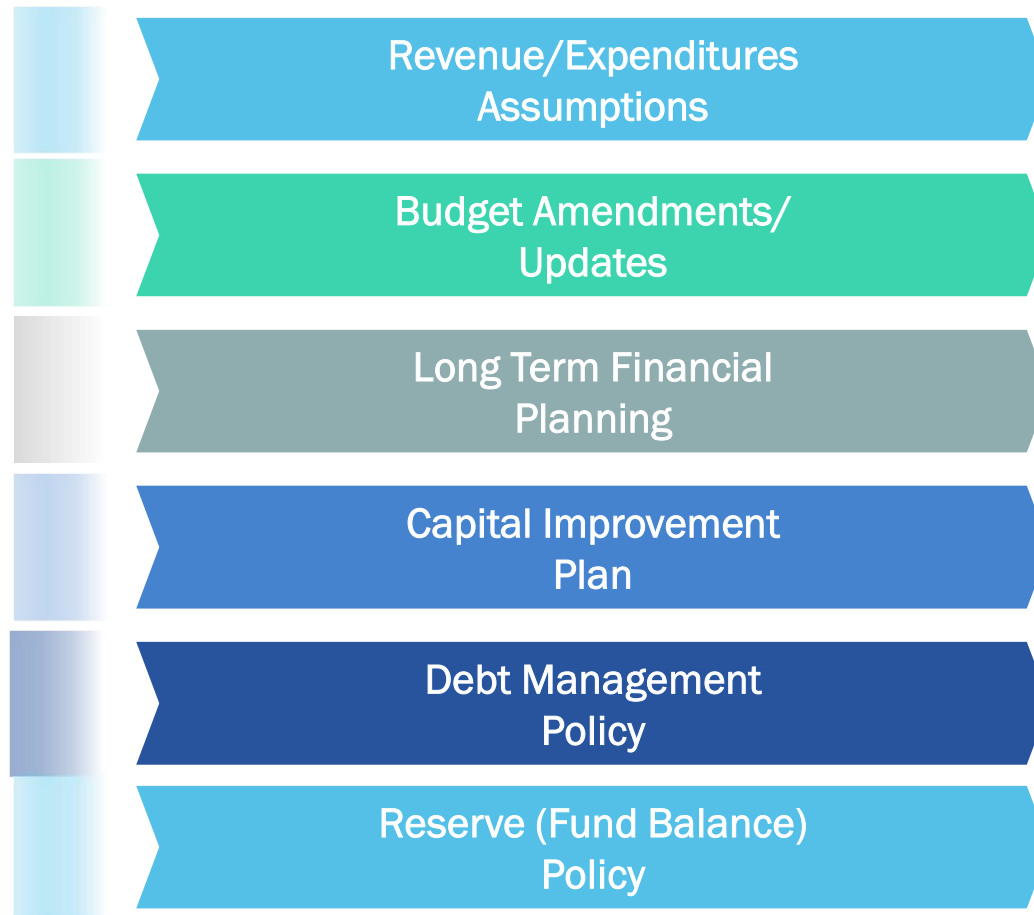 Revenue/Expenditures
Assumptions
Budget Amendments/
Updates
Long Term Financial
Planning
Capital Improvement
Plan
Debt Management
Policy
Reserve (Fund Balance)
Policy